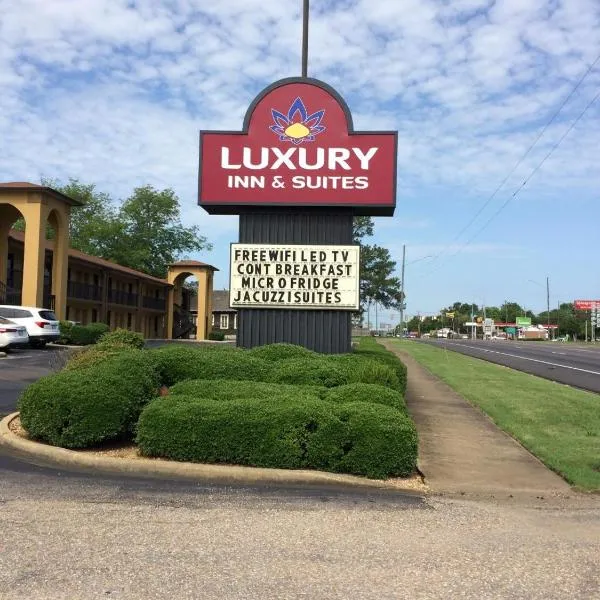 LUXURY
INN & SUITES
FREE WIFI LED TV
CONT BREAKFAST
MICRO FRIDGE
JACUZZI SUITES